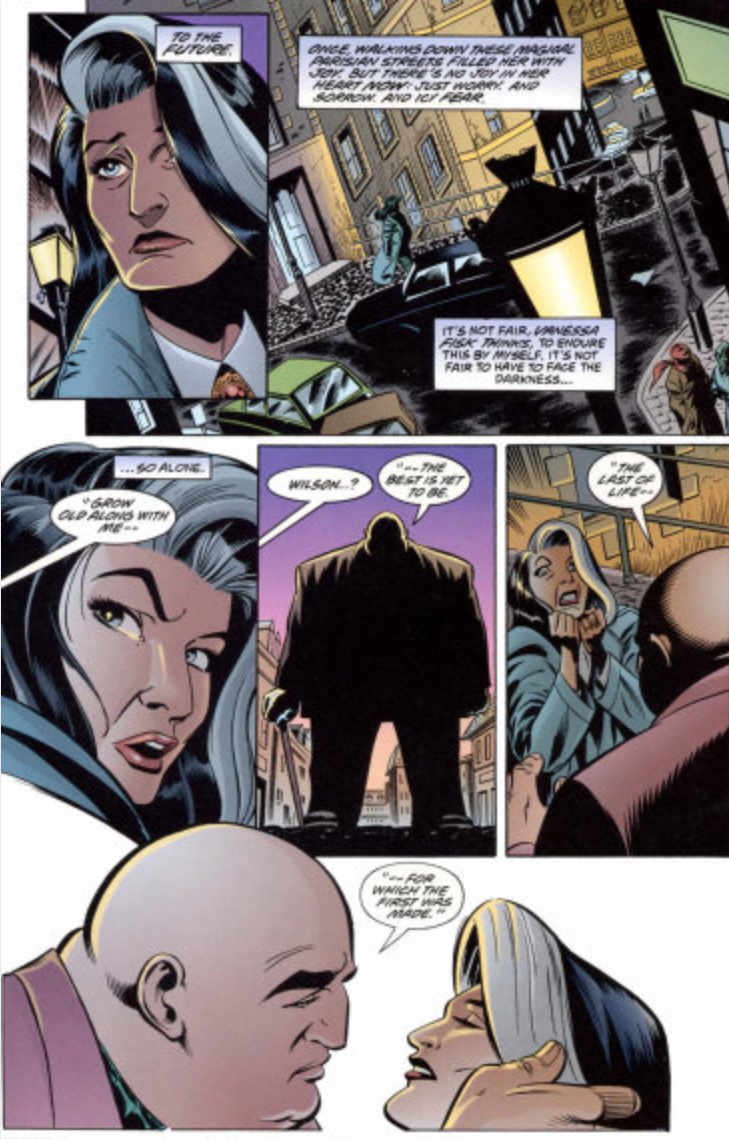 TO THE
FUTURE.
ONCE, WALKING DOWN THESE MAGICAL
PARISIAN STREETS FILLED HER WITH
JOY. BUT THERE'S NO JOY IN HER
HEART NOW: JUST WORRY. AND
SORROW. AND ICY FEAR.
IT'S NOT FAIR, VANESSA
FISK THINKS, TO ENDURE
THIS BY MYSELF. IT'S NOT
FAIR TO HAVE TO FACE THE
DARKNESS...
...SO ALONE.
"GROW
OLD ALONG WITH
ME--
WILSON...?
"--THE
BEST IS YET
TO BE.
"THE
LAST OF
LIFE--
"--FOR
WHICH THE
FIRST WAS
MADE."